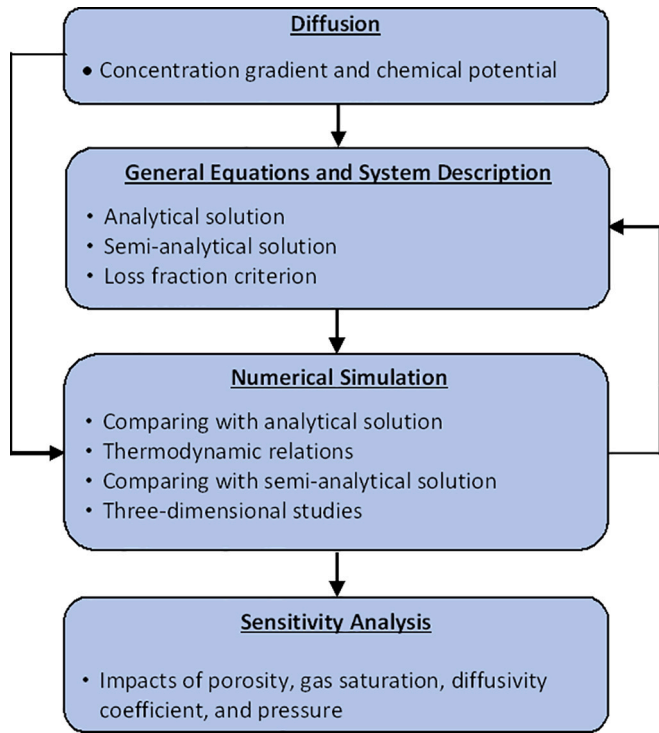 Diffusion
• Concentration gradient and chemical potential
General Equations and System Description
• Analytical solution
• Semi-analytical solution
• Loss fraction criterion
Numerical Simulation
• Comparing with analytical solution
• Thermodynamic relations
• Comparing with semi-analytical solution
• Three-dimensional studies
Sensitivity Analysis
• Impacts of porosity, gas saturation, diffusivity
coefficient, and pressure